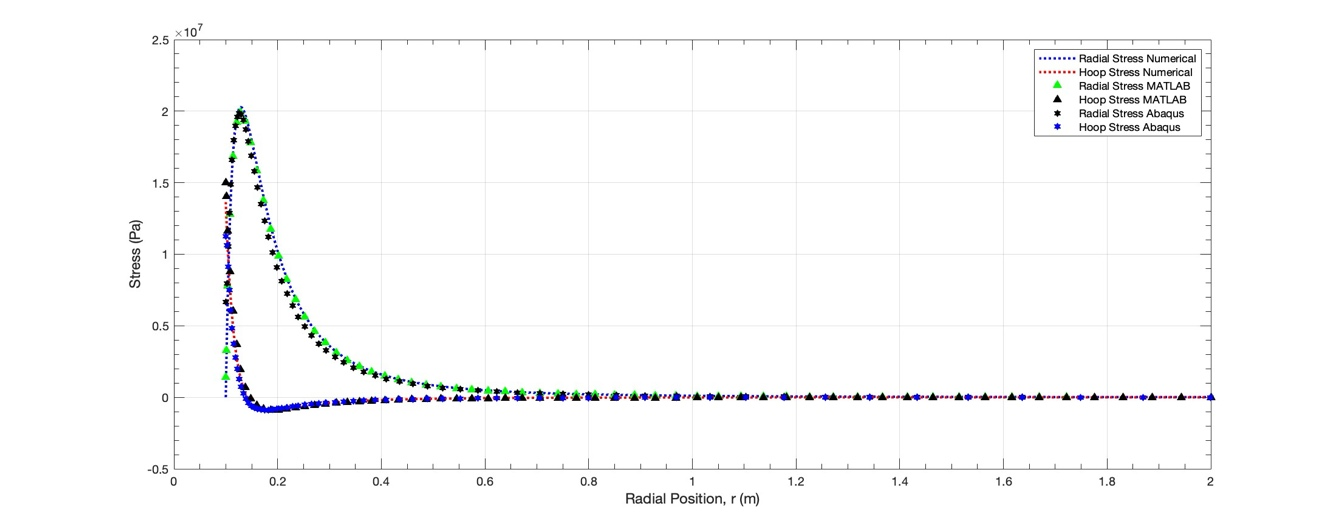 ×10⁷
2.5
2
1.5
1
0.5
0
-0.5
Stress (Pa)
0 0.2 0.4 0.6 0.8 1 1.2 1.4 1.6 1.8 2
Radial Position, r (m)
Radial Stress Numerical
Hoop Stress Numerical
Radial Stress MATLAB
Hoop Stress MATLAB
Radial Stress Abaqus
Hoop Stress Abaqus